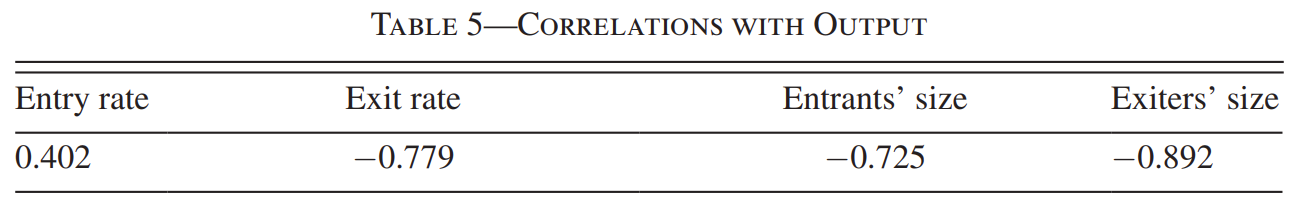 TABLE 5—CORRELATIONS WITH OUTPUT
Entry rate Exit rate Entrants’ size Exiters’ size
0.402 −0.779 −0.725 −0.892